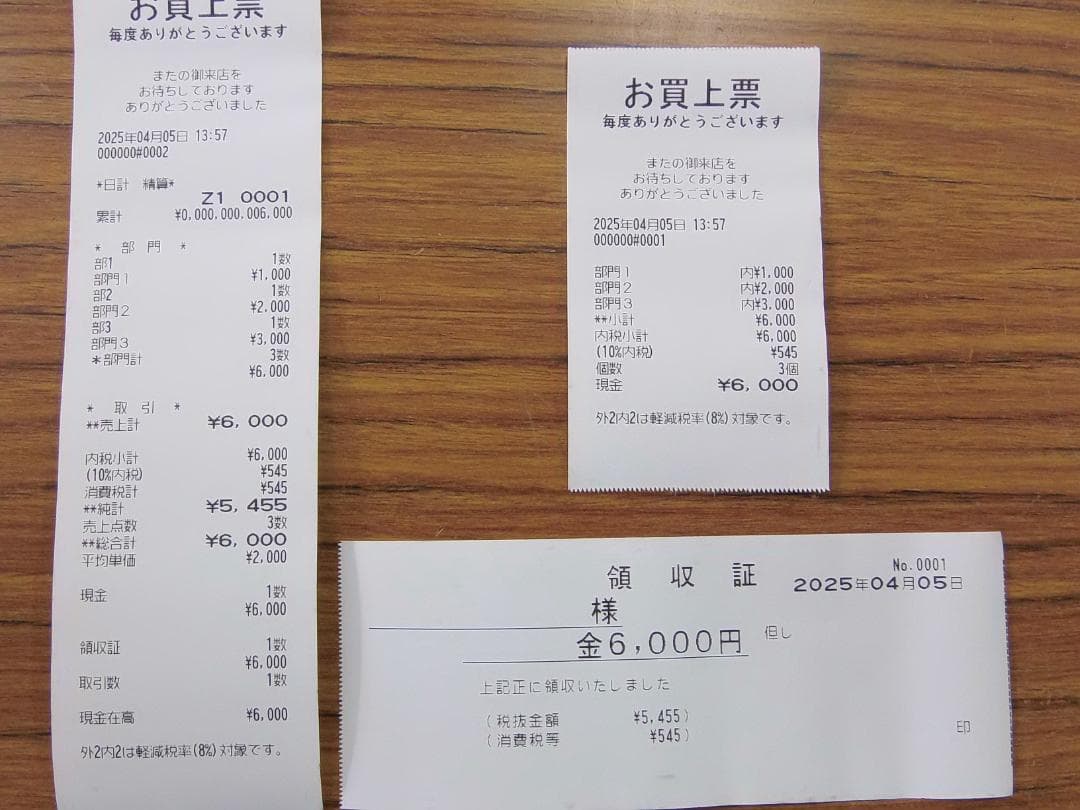 お買上票
毎度ありがとうございます
またの御来店を
お待ちしております
ありがとうございました
2025年04月05日 13:57
000000#0002
*日計 精算*
Z1 0001
累計 ¥0,000,000,006,000
* 部 門 *
部1 1数
部門1 ¥1,000
部2 1数
部門2 ¥2,000
部3 1数
部門3 ¥3,000
*部門計 3数
¥6,000
* 取 引 *
**売上計 ¥6,000
内税小計 ¥6,000
(10%内税) ¥545
消費税計 ¥545
**純計 ¥5,455
売上点数 3数
**総合計 ¥6,000
平均単価 ¥2,000
現金 1数
¥6,000
領収証 1数
¥6,000
取引数 1数
現金在高 ¥6,000
外2内2は軽減税率(8%)対象です。
お買上票
毎度ありがとうございます
またの御来店を
お待ちしております
ありがとうございました
2025年04月05日 13:57
000000#0001
部門1 内¥1,000
部門2 内¥2,000
部門3 内¥3,000
**小計 ¥6,000
内税小計 ¥6,000
(10%内税) ¥545
個数 3個
現金 ¥6,000
外2内2は軽減税率(8%)対象です。
No.0001
領 収 証 2025年04月05日
様
金6,000円 但し
上記正に領収いたしました
(税抜金額 ¥5,455)
(消費税等 ¥545)
印